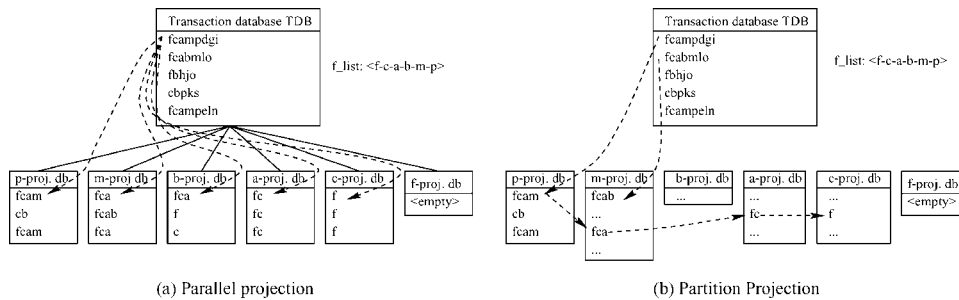 Transaction database TDB
fcampdgi
fcabmlo
fbhjo
cbpks
fcampeln
f_list: <f-c-a-b-m-p>
p-proj. db
fcam
cb
fcam
m-proj db
fca
fcab
fca
b-proj. db
fca
f
c
a-proj. db
fc
fc
fc
c-proj. db
f
f
f
f-proj. db
<empty>
(a) Parallel projection
Transaction database TDB
fcampdgi
fcabmlo
fbhjo
cbpks
fcampeln
f_list: <f-c-a-b-m-p>
p-proj. db
fcam
cb
fcam
m-proj. db
fcab
...
fca
...
b-proj. db
...
a-proj. db
...
fc
...
c-proj. db
...
f
...
f-proj. db
<empty>
(b) Partition Projection